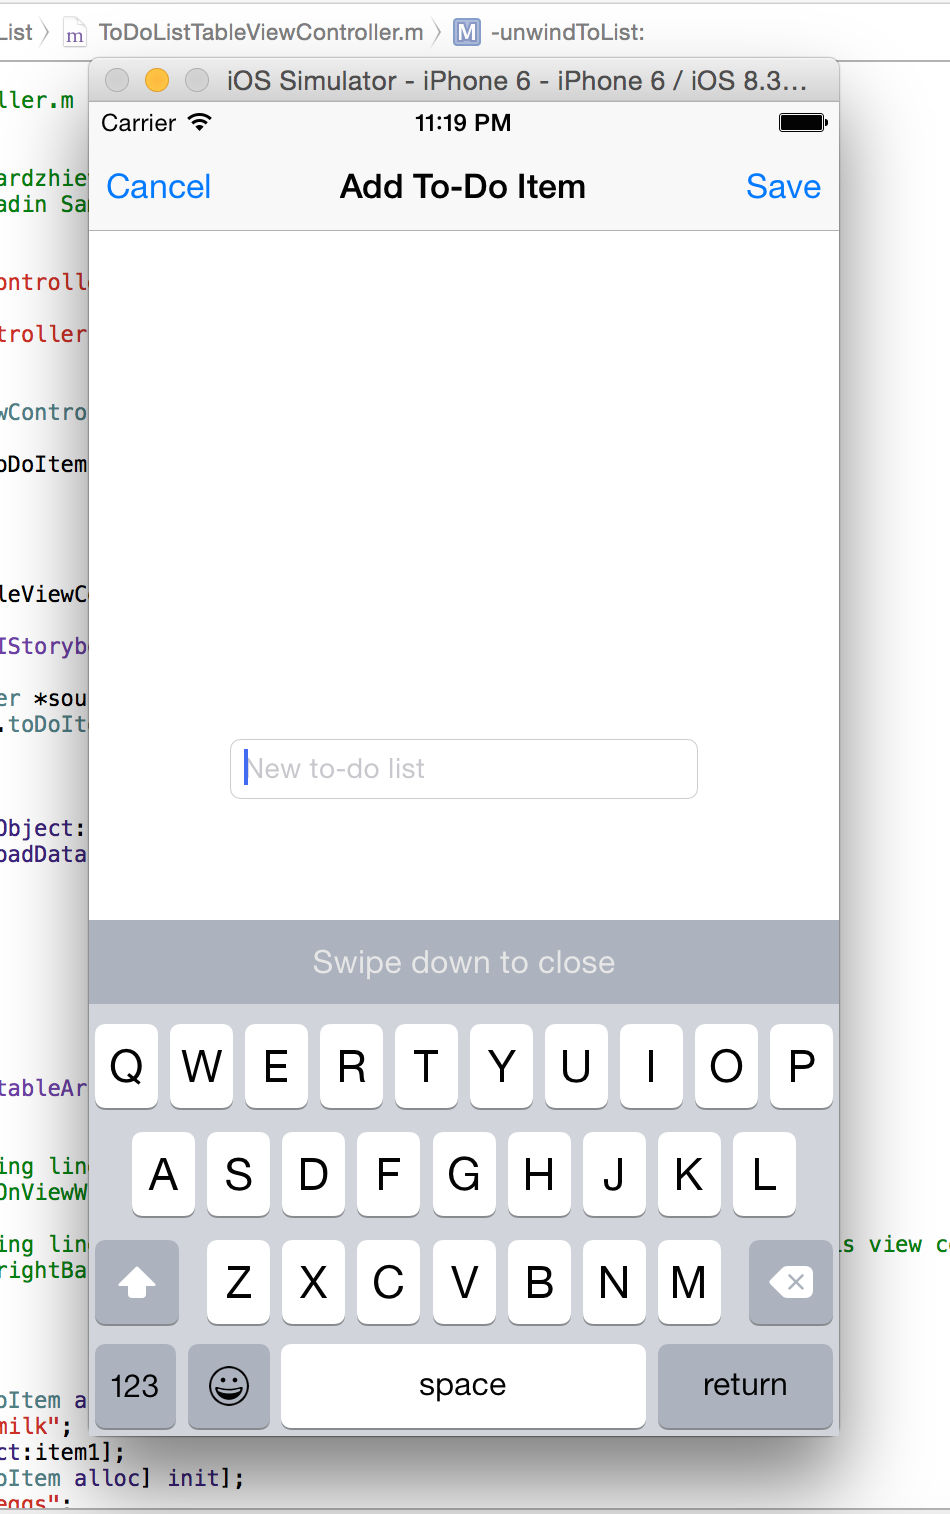 List ToDoListTableViewController.m M -unwindToList:
iOS Simulator - iPhone 6 - iPhone 6 / iOS 8.3...
ller.m
Carrier 11:19 PM
ardzhie
Cancel Add To-Do Item Save
adin Sa
ontroll
troller
wContro
oDoItem
leViewC
IStoryb
er *sou
.toDoIt
New to-do list
Object:
oadData
Swipe down to close
Q W E R T Y U I O P
tableAr
ing lin
A S D F G H J K L
OnViewW
ing lin
s view c
rightBa
Z X C V B N M
123 space return
oItem a
milk";
ct:item1];
oItem alloc] init];
eggs";